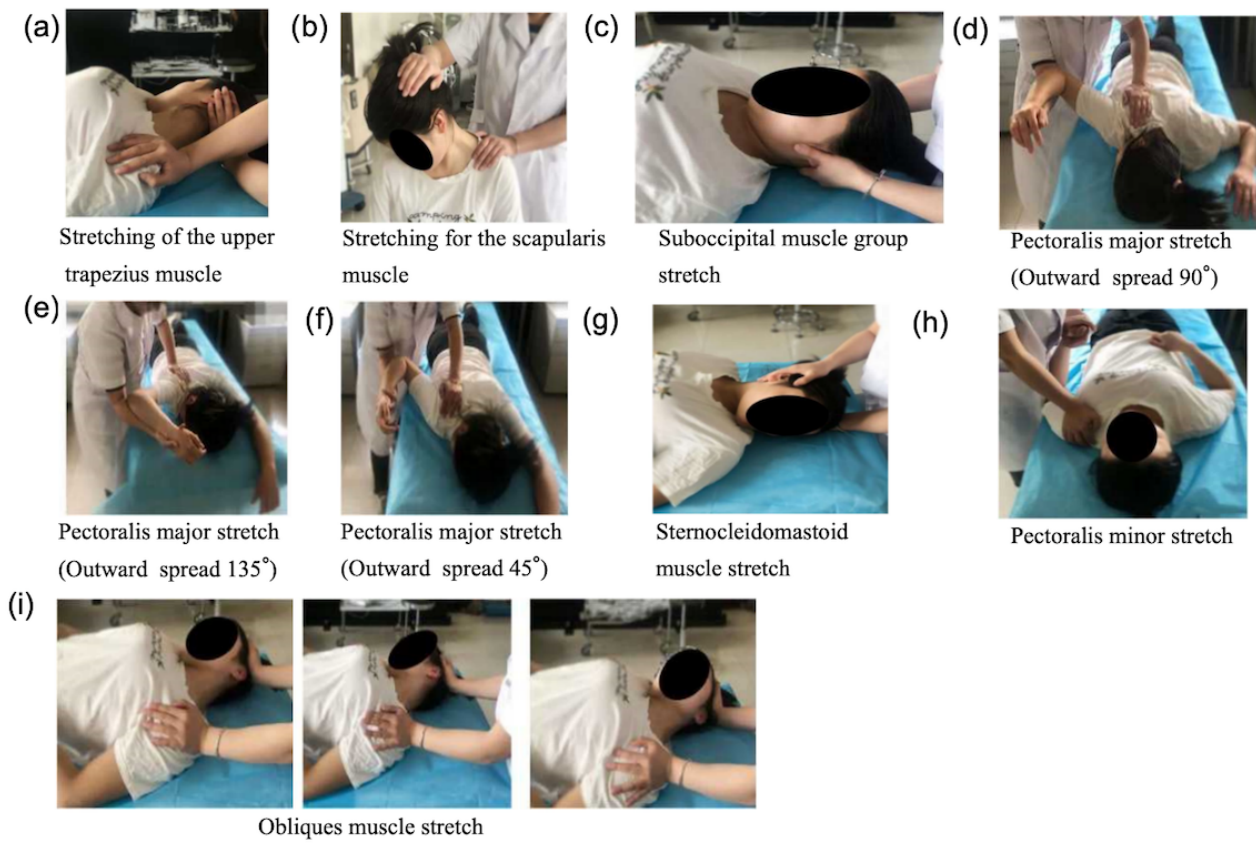 (a)
(b)
(c)
(d)
Stretching of the upper
trapezius muscle
Stretching for the scapularis
muscle
Suboccipital muscle group
stretch
Pectoralis major stretch
(Outward spread 90°)
(e)
(f)
(g)
(h)
Pectoralis major stretch
(Outward spread 135°)
Pectoralis major stretch
(Outward spread 45°)
Sternocleidomastoid
muscle stretch
Pectoralis minor stretch
(i)
Obliques muscle stretch